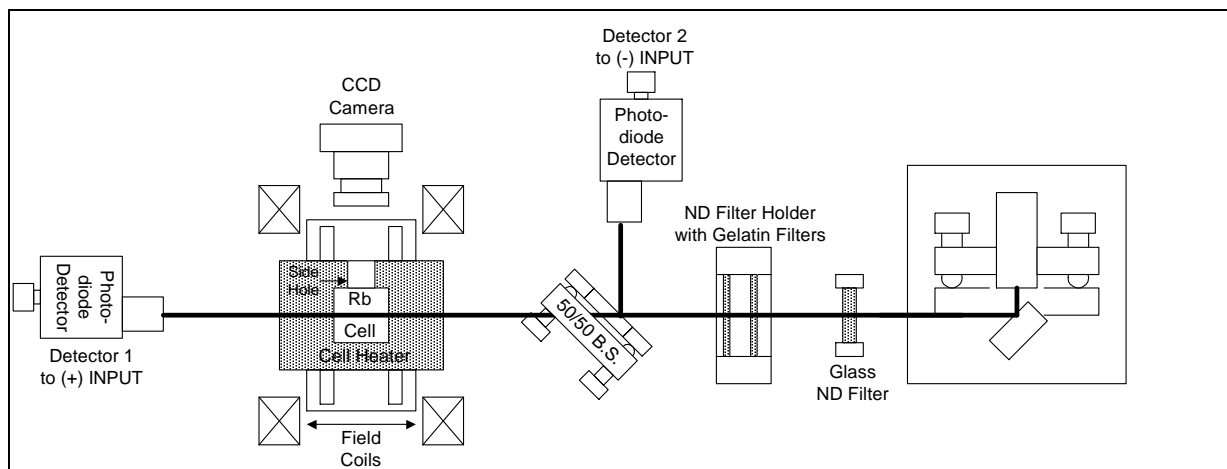 Detector 2
to (-) INPUT
CCD
Camera
Photo-
diode
Detector
ND Filter Holder
with Gelatin Filters
Photo-
diode
Detector
Side
Hole
Rb
Cell
Cell Heater
50/50 B.S.
Detector 1
to (+) INPUT
Glass
ND Filter
Field
Coils